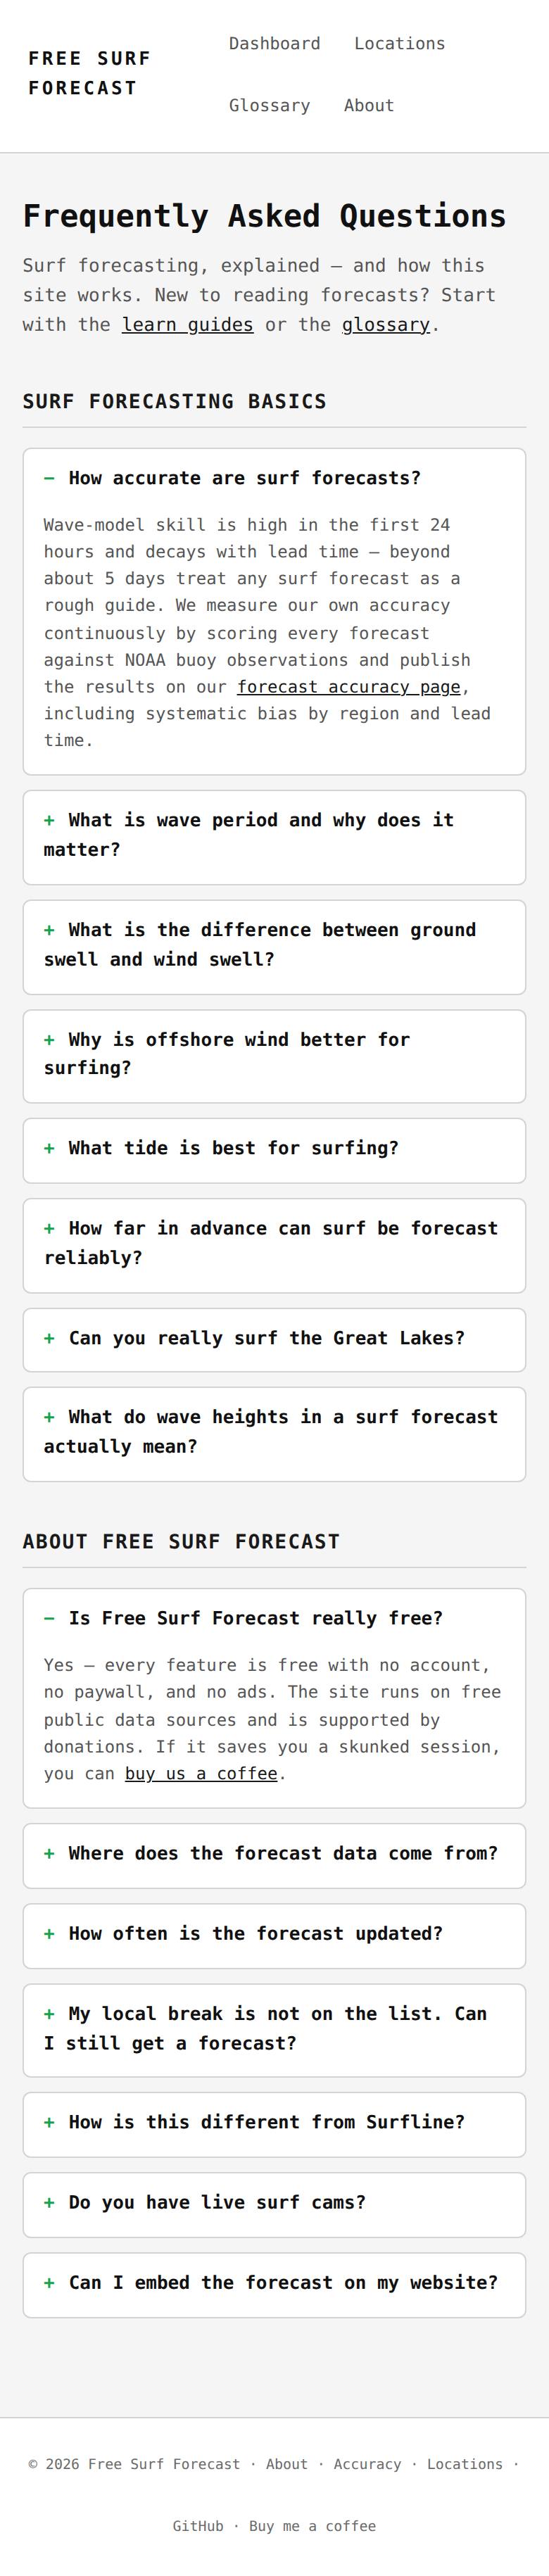 FREE SURF
FORECAST
Dashboard Locations
Glossary About
Frequently Asked Questions
Surf forecasting, explained — and how this
site works. New to reading forecasts? Start
with the learn guides or the glossary.
SURF FORECASTING BASICS
− How accurate are surf forecasts?
Wave-model skill is high in the first 24
hours and decays with lead time — beyond
about 5 days treat any surf forecast as a
rough guide. We measure our own accuracy
continuously by scoring every forecast
against NOAA buoy observations and publish
the results on our forecast accuracy page,
including systematic bias by region and lead
time.
+ What is wave period and why does it
matter?
+ What is the difference between ground
swell and wind swell?
+ Why is offshore wind better for
surfing?
+ What tide is best for surfing?
+ How far in advance can surf be forecast
reliably?
+ Can you really surf the Great Lakes?
+ What do wave heights in a surf forecast
actually mean?
ABOUT FREE SURF FORECAST
− Is Free Surf Forecast really free?
Yes — every feature is free with no account,
no paywall, and no ads. The site runs on free
public data sources and is supported by
donations. If it saves you a skunked session,
you can buy us a coffee.
+ Where does the forecast data come from?
+ How often is the forecast updated?
+ My local break is not on the list. Can
I still get a forecast?
+ How is this different from Surfline?
+ Do you have live surf cams?
+ Can I embed the forecast on my website?
© 2026 Free Surf Forecast · About · Accuracy · Locations ·
GitHub · Buy me a coffee